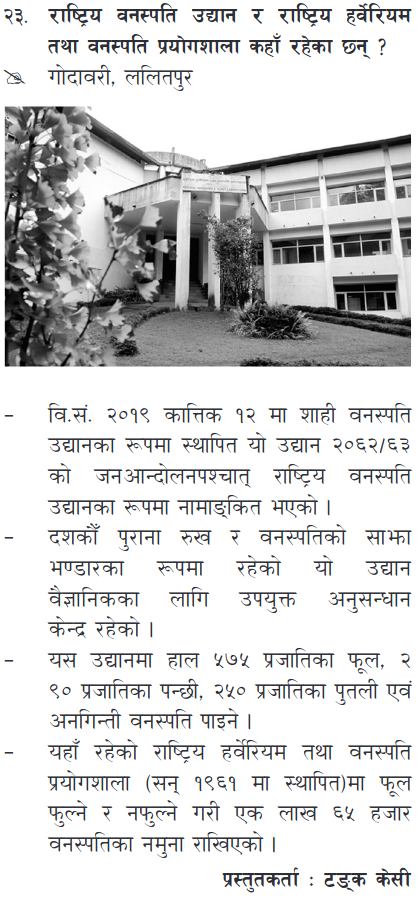 २३. राष्ट्रिय वनस्पति उद्यान र राष्ट्रिय हर्वेरियम
तथा वनस्पति प्रयोगशाला कहाँ रहेका छन् ?
गोदावरी, ललितपुर
– वि.सं. २०१९ कात्तिक १२ मा शाही वनस्पति
उद्यानका रूपमा स्थापित यो उद्यान २०६२/६३
को जनआन्दोलनपश्चात् राष्ट्रिय वनस्पति
उद्यानका रूपमा नामाङ्कित भएको ।
– दशकौँ पुराना रुख र वनस्पतिको साझा
भण्डारका रूपमा रहेको यो उद्यान
वैज्ञानिकका लागि उपयुक्त अनुसन्धान
केन्द्र रहेको ।
– यस उद्यानमा हाल ५७५ प्रजातिका फूल, २
९० प्रजातिका पन्छी, २५० प्रजातिका पुतली एवं
अनगिन्ती वनस्पति पाइने ।
– यहाँ रहेको राष्ट्रिय हर्वेरियम तथा वनस्पति
प्रयोगशाला (सन् १९६१ मा स्थापित)मा फूल
फुल्ने र नफुल्ने गरी एक लाख ६५ हजार
वनस्पतिका नमुना राखिएको ।
प्रस्तुतकर्ता : टङ्क केसी